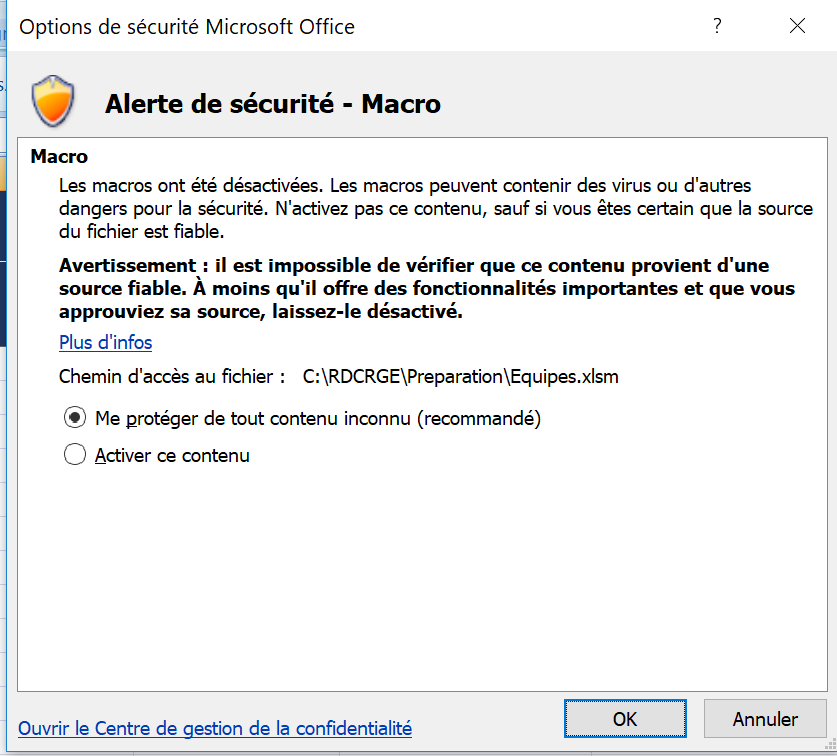 Options de sécurité Microsoft Office
?
Alerte de sécurité - Macro
Macro
Les macros ont été désactivées. Les macros peuvent contenir des virus ou d'autres
dangers pour la sécurité. N'activez pas ce contenu, sauf si vous êtes certain que la source
du fichier est fiable.
Avertissement : il est impossible de vérifier que ce contenu provient d'une
source fiable. À moins qu'il offre des fonctionnalités importantes et que vous
approuviez sa source, laissez-le désactivé.
Plus d'infos
Chemin d'accès au fichier : C:\RDCRGE\Preparation\Equipes.xlsm
Me protéger de tout contenu inconnu (recommandé)
Activer ce contenu
Ouvrir le Centre de gestion de la confidentialité
OK
Annuler